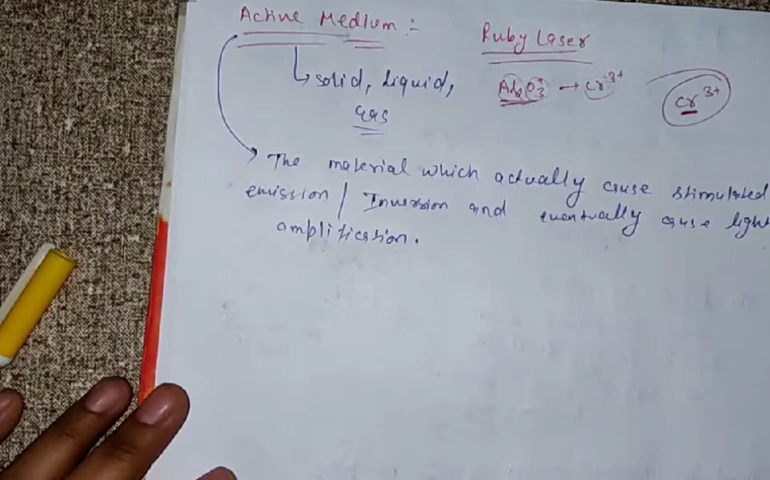 Active Medium :-
Ruby Laser
solid, Liquid,
gas
Al2O3 → Cr3+
Cr3+
The material which actually cause stimulated
emission / Inversion and eventually cause light
amplification.